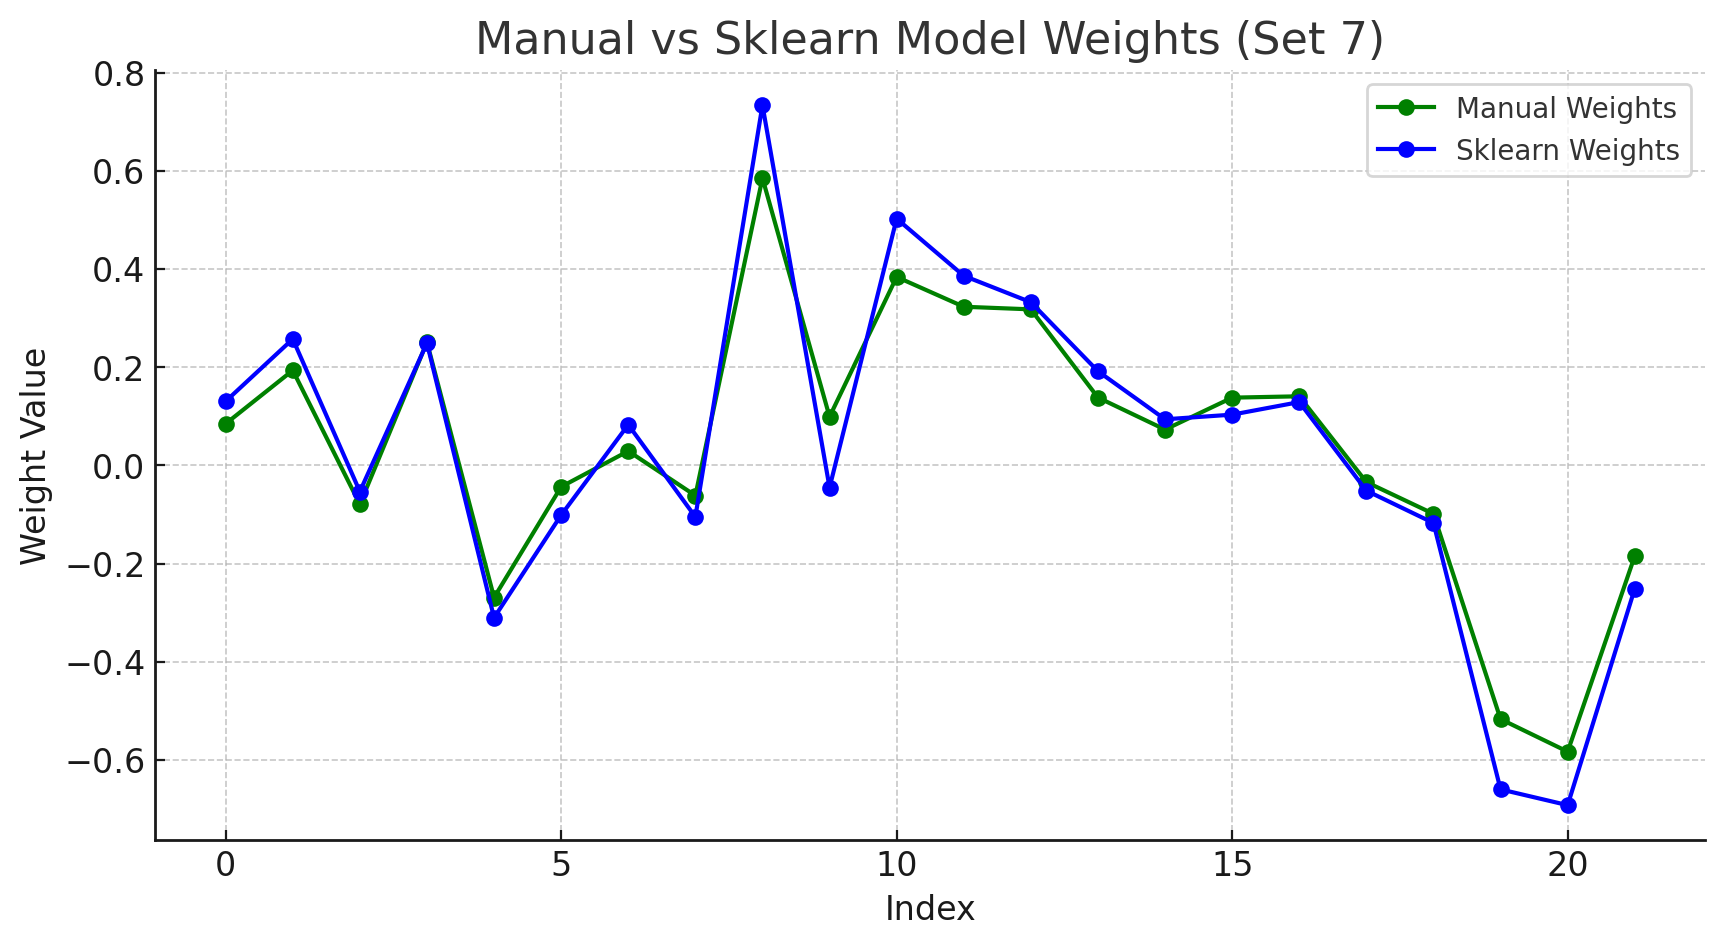 Manual vs Sklearn Model Weights (Set 7)
Manual Weights
Sklearn Weights
Weight Value
0.8
0.6
0.4
0.2
0.0
−0.2
−0.4
−0.6
0 5 10 15 20
Index